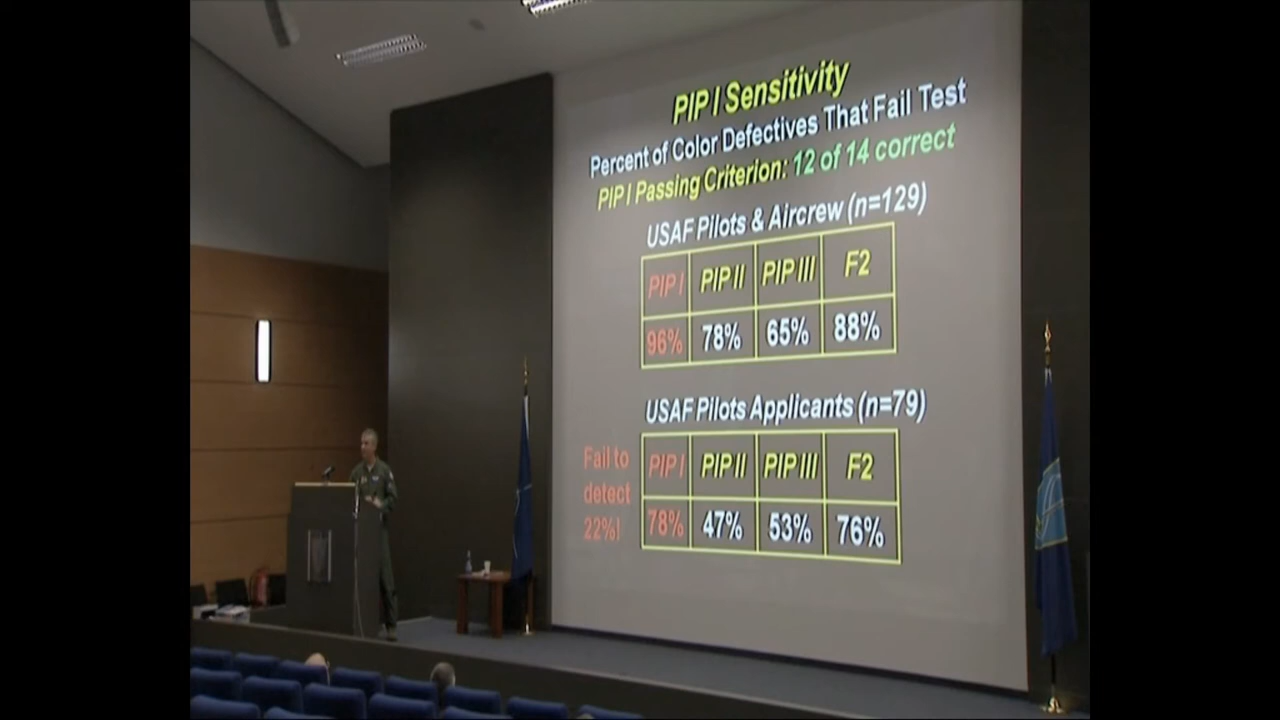 PIP I Sensitivity
Percent of Color Defectives That Fail Test
PIP I Passing Criterion: 12 of 14 correct
USAF Pilots & Aircrew (n=129)
PIP I PIP II PIP III F2
96% 78% 65% 88%
USAF Pilots Applicants (n=79)
Fail to detect 22%!
PIP I PIP II PIP III F2
78% 47% 53% 76%